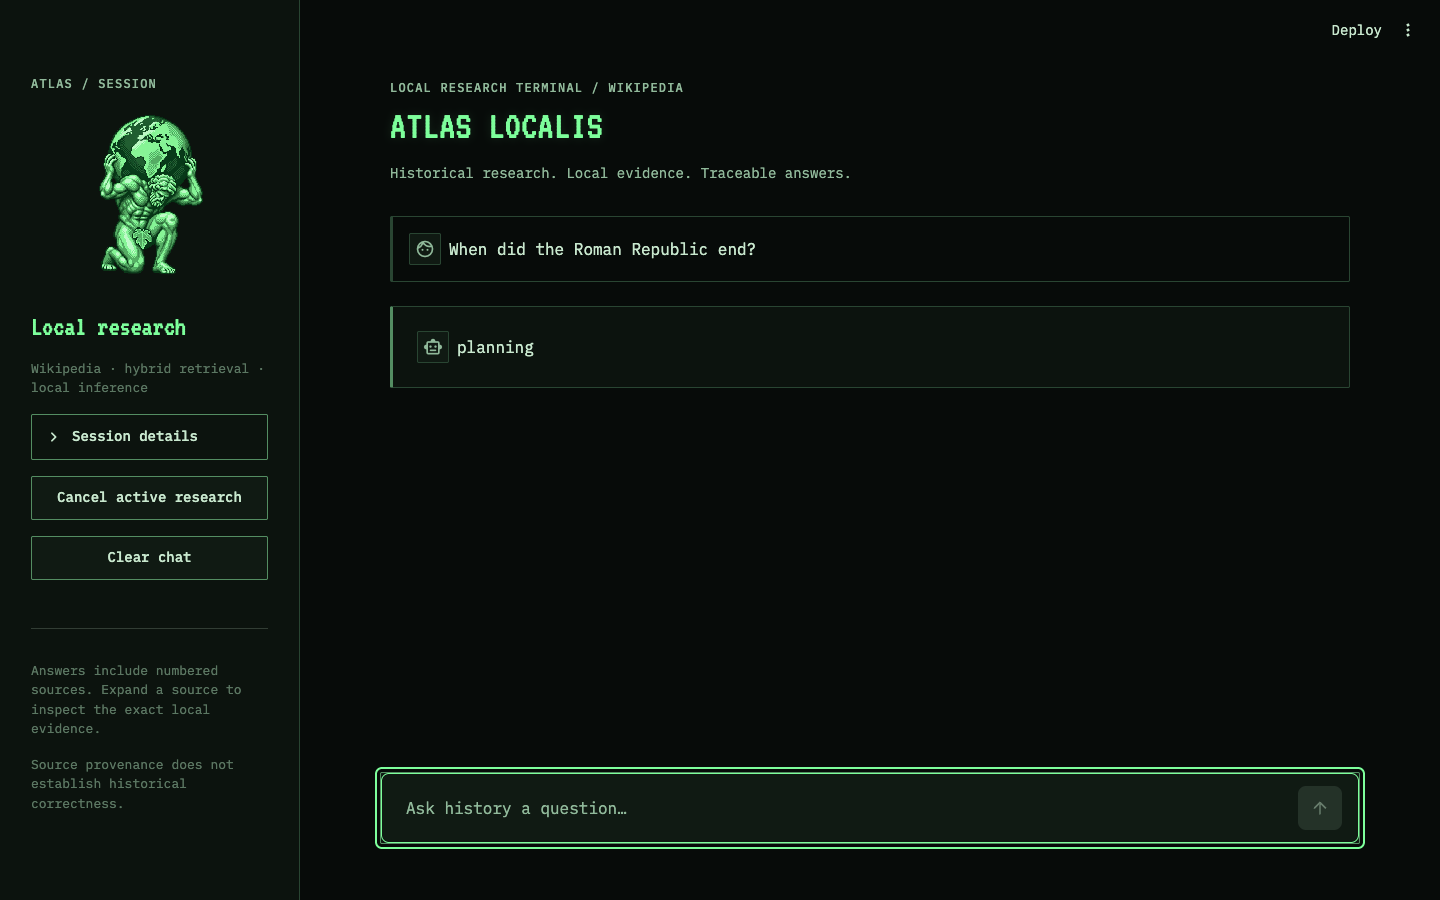 Deploy
ATLAS / SESSION
Local research
Wikipedia · hybrid retrieval ·
local inference
Session details
Cancel active research
Clear chat
Answers include numbered
sources. Expand a source to
inspect the exact local
evidence.
Source provenance does not
establish historical
correctness.
LOCAL RESEARCH TERMINAL / WIKIPEDIA
ATLAS LOCALIS
Historical research. Local evidence. Traceable answers.
When did the Roman Republic end?
planning
Ask history a question…